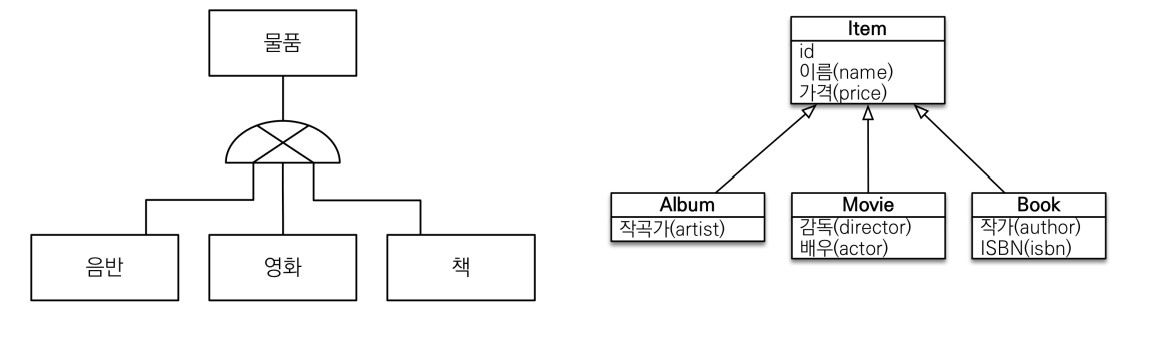 물품
음반
영화
책
Item
id
이름(name)
가격(price)
Album
작곡가(artist)
Movie
감독(director)
배우(actor)
Book
작가(author)
ISBN(isbn)